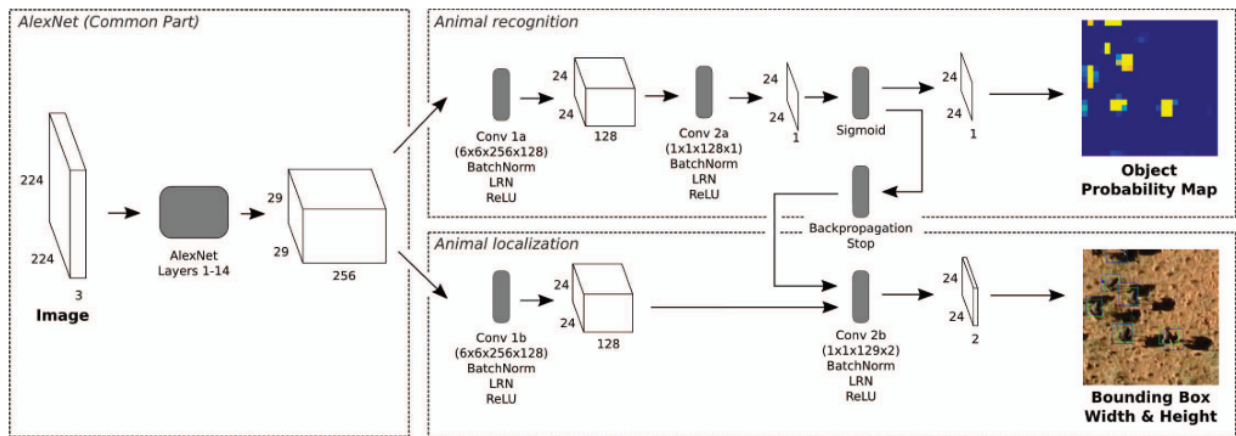 AlexNet (Common Part)
224
224
3
Image
AlexNet
Layers 1-14
29
29
256
Animal recognition
Conv 1a
(6x6x256x128)
BatchNorm
LRN
ReLU
24
24
128
Conv 2a
(1x1x128x1)
BatchNorm
LRN
ReLU
24
24
1
Sigmoid
24
24
1
Object
Probability Map
Backpropagation
Stop
Animal localization
Conv 1b
(6x6x256x128)
BatchNorm
LRN
ReLU
24
24
128
Conv 2b
(1x1x129x2)
BatchNorm
LRN
ReLU
24
24
2
Bounding Box
Width & Height